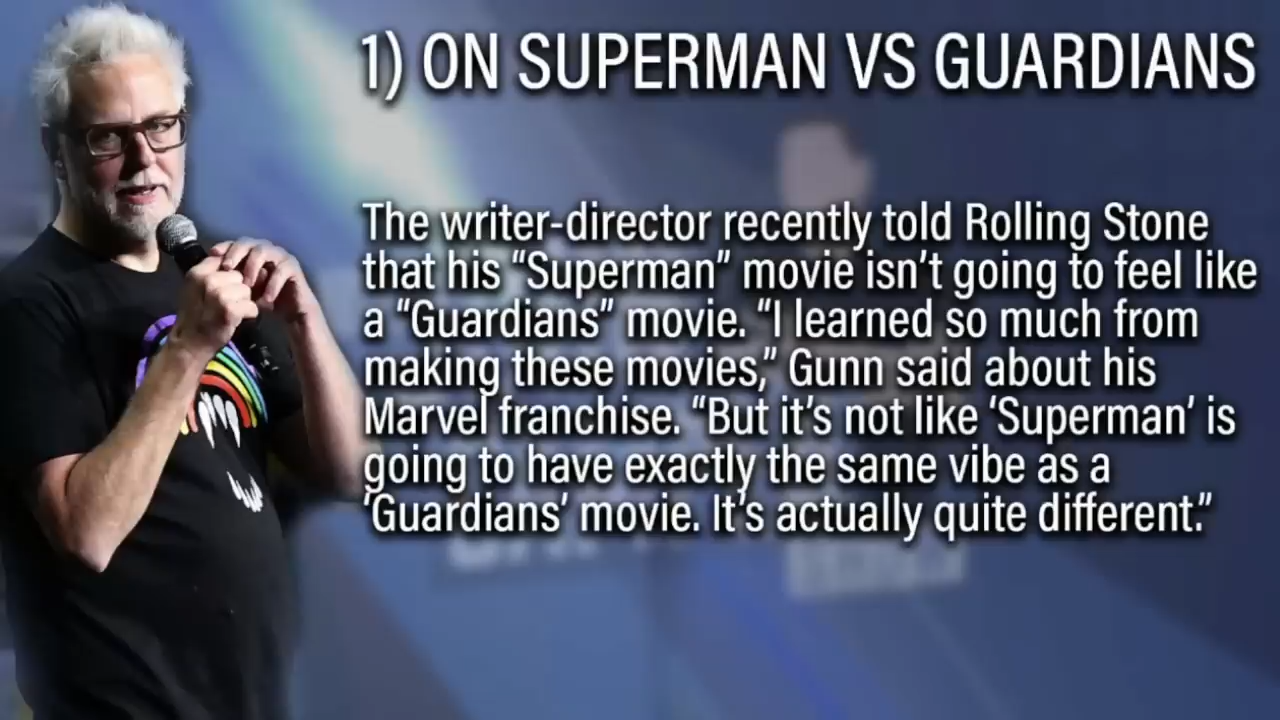 1) ON SUPERMAN VS GUARDIANS
The writer-director recently told Rolling Stone
that his “Superman” movie isn’t going to feel like
a “Guardians” movie. “I learned so much from
making these movies,” Gunn said about his
Marvel franchise. “But it’s not like ‘Superman’ is
going to have exactly the same vibe as a
‘Guardians’ movie. It’s actually quite different.”